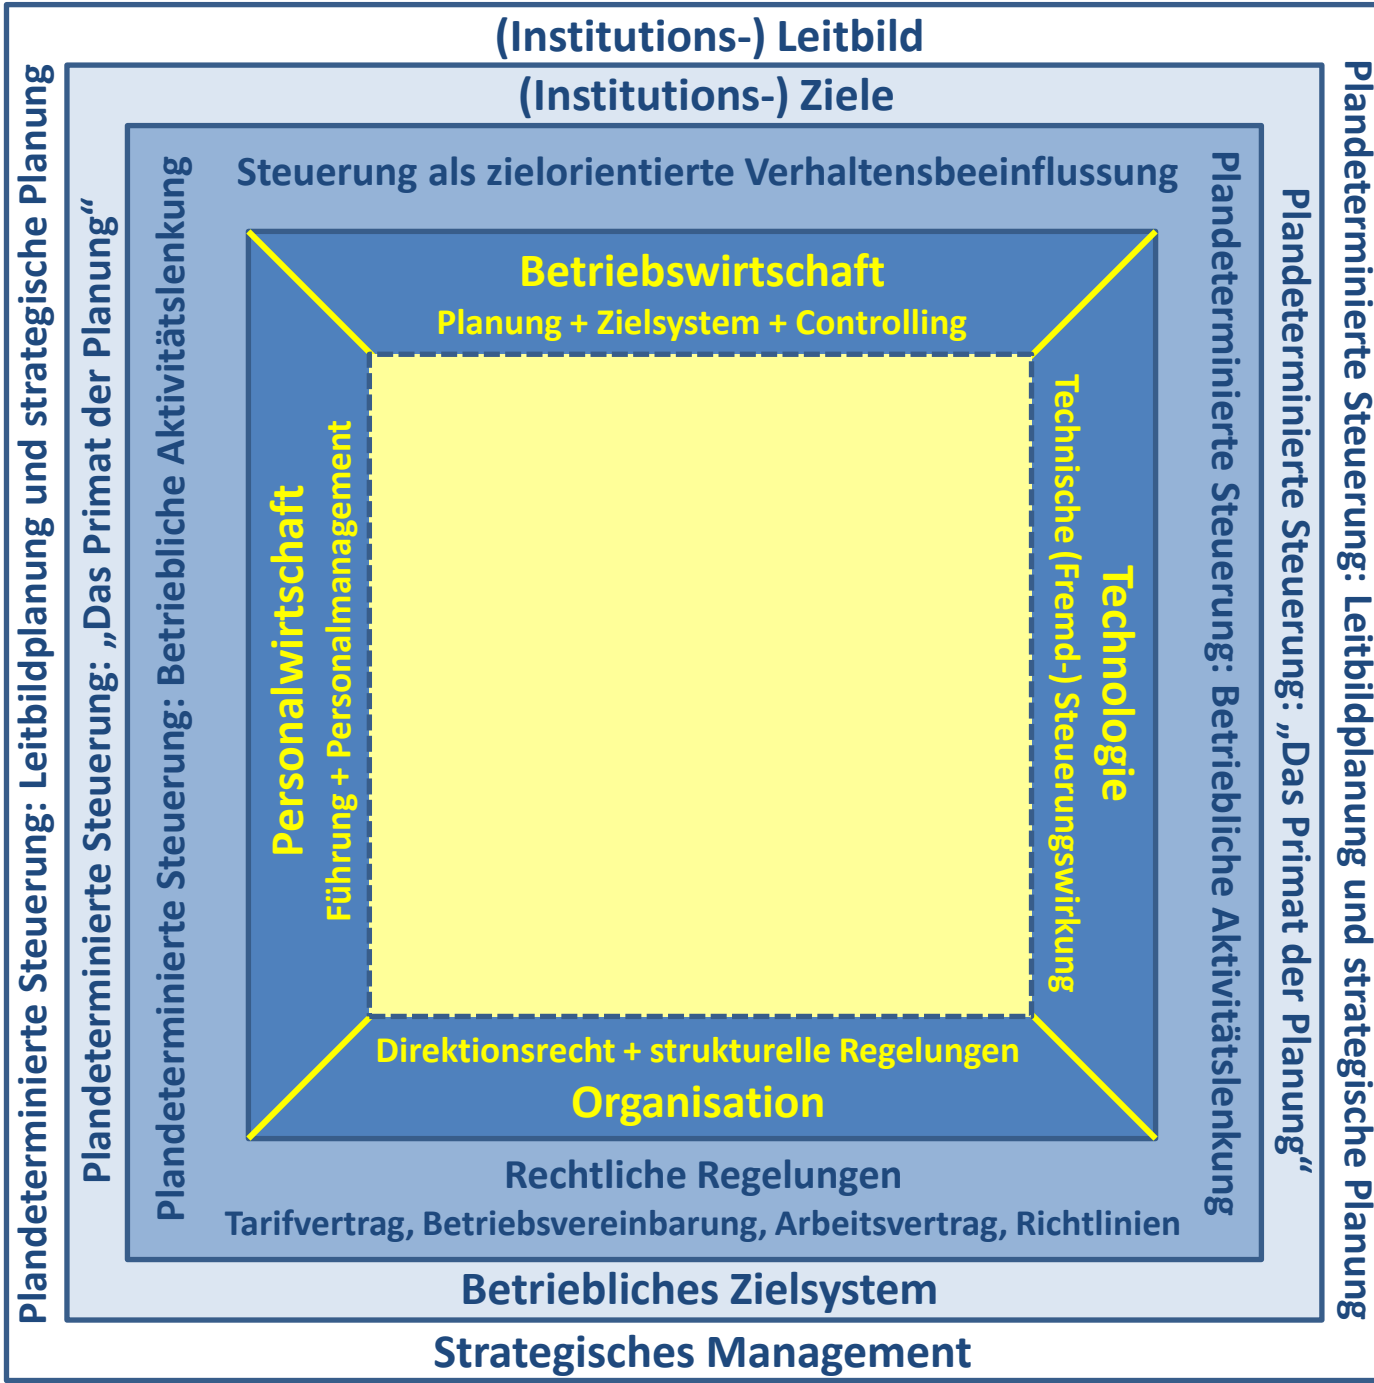 (Institutions-) Leitbild
(Institutions-) Ziele
Steuerung als zielorientierte Verhaltensbeeinflussung
Plandeterminierte Steuerung: Leitbildplanung und strategische Planung
Plandeterminierte Steuerung: „Das Primat der Planung“
Plandeterminierte Steuerung: Betriebliche Aktivitätslenkung
Betriebswirtschaft
Planung + Zielsystem + Controlling
Personalwirtschaft
Führung + Personalmanagement
Technische (Fremd-) Steuerungswirkung
Technologie
Direktionsrecht + strukturelle Regelungen
Organisation
Plandeterminierte Steuerung: Betriebliche Aktivitätslenkung
Plandeterminierte Steuerung: „Das Primat der Planung“
Plandeterminierte Steuerung: Leitbildplanung und strategische Planung
Rechtliche Regelungen
Tarifvertrag, Betriebsvereinbarung, Arbeitsvertrag, Richtlinien
Betriebliches Zielsystem
Strategisches Management